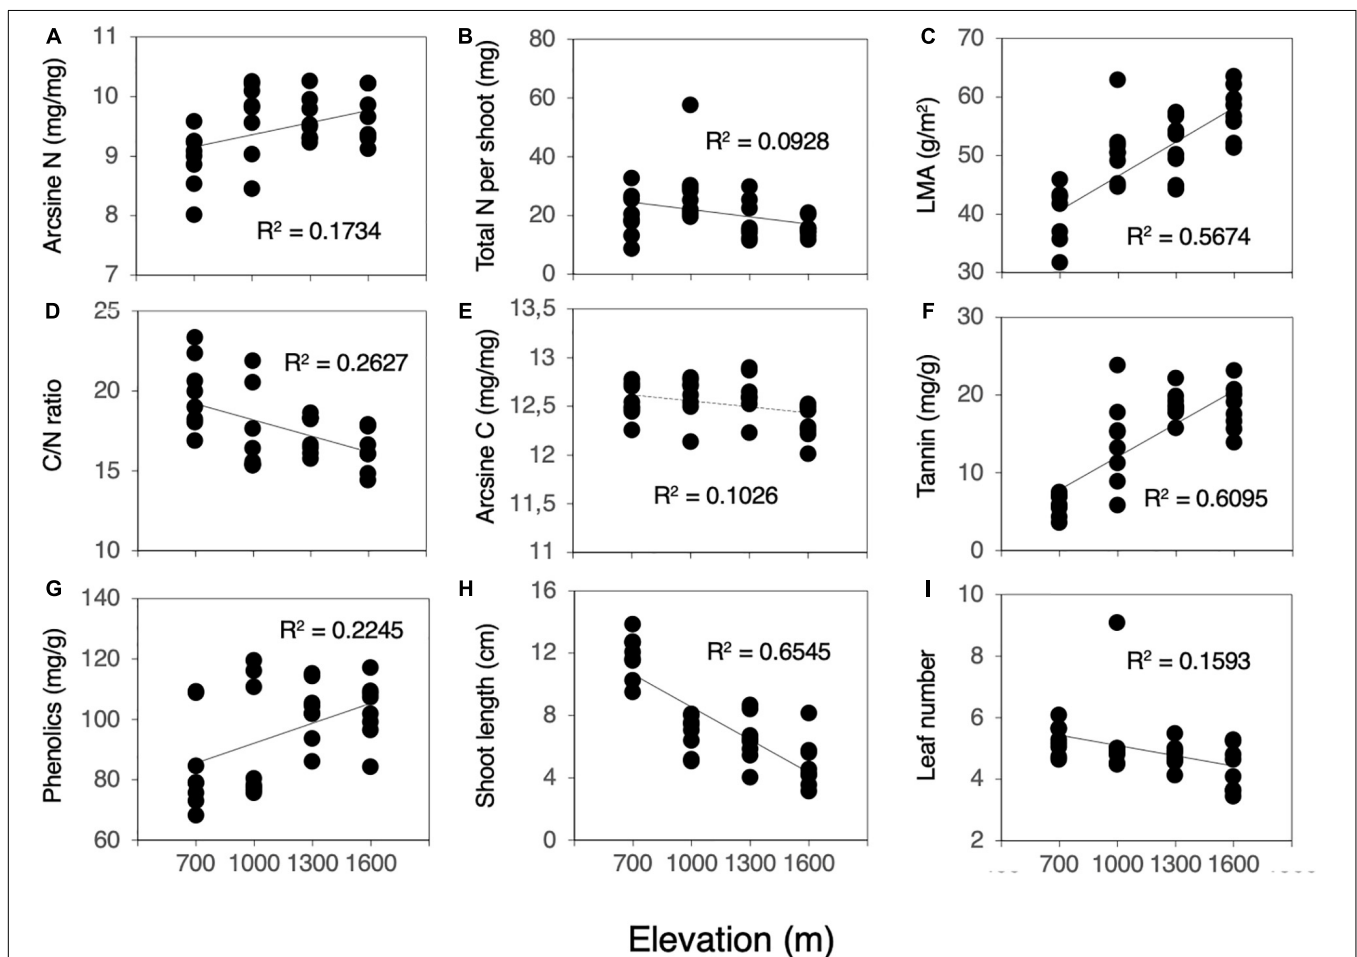 A
Arcsine N (mg/mg)
11
10
9
8
7
R² = 0.1734
B
Total N per shoot (mg)
80
60
40
20
0
R² = 0.0928
C
LMA (g/m²)
70
60
50
40
30
R² = 0.5674
D
C/N ratio
25
20
15
10
R² = 0.2627
E
Arcsine C (mg/mg)
13,5
13
12,5
12
11,5
11
R² = 0.1026
F
Tannin (mg/g)
30
20
10
0
R² = 0.6095
G
Phenolics (mg/g)
140
120
100
80
60
R² = 0.2245
700 1000 1300 1600
H
Shoot length (cm)
16
12
8
4
0
R² = 0.6545
700 1000 1300 1600
I
Leaf number
10
8
6
4
2
R² = 0.1593
700 1000 1300 1600
Elevation (m)